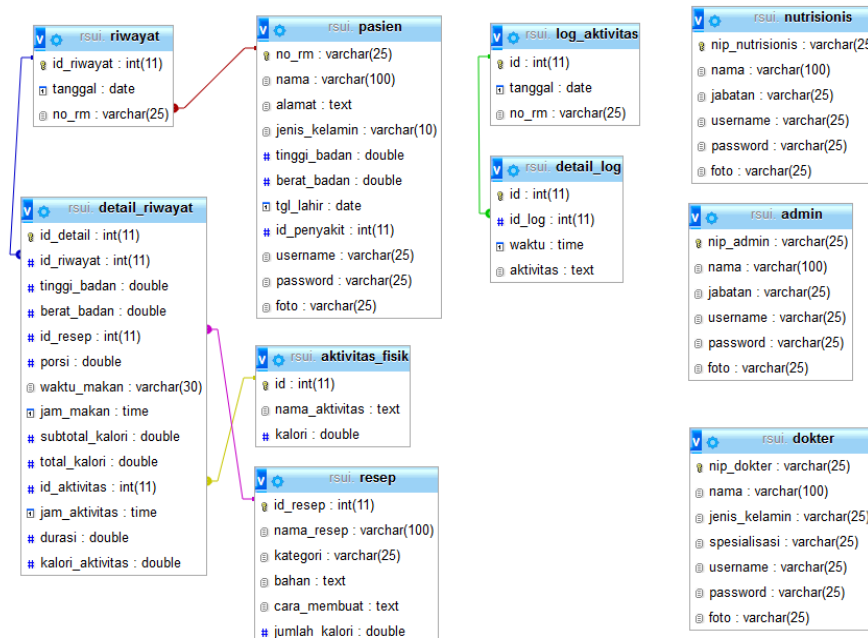 rsui. riwayat
id_riwayat : int(11)
tanggal : date
no_rm : varchar(25)
rsui. pasien
no_rm : varchar(25)
nama : varchar(100)
alamat : text
jenis_kelamin : varchar(10)
tinggi_badan : double
berat_badan : double
tgl_lahir : date
id_penyakit : int(11)
username : varchar(25)
password : varchar(25)
foto : varchar(25)
rsui. log_aktivitas
id : int(11)
tanggal : date
no_rm : varchar(25)
rsui. nutrisionis
nip_nutrisionis : varchar(25
nama : varchar(100)
jabatan : varchar(25)
username : varchar(25)
password : varchar(25)
foto : varchar(25)
rsui. detail_riwayat
id_detail : int(11)
id_riwayat : int(11)
tinggi_badan : double
berat_badan : double
id_resep : int(11)
porsi : double
waktu_makan : varchar(30)
jam_makan : time
subtotal_kalori : double
total_kalori : double
id_aktivitas : int(11)
jam_aktivitas : time
durasi : double
kalori_aktivitas : double
rsui. detail_log
id : int(11)
id_log : int(11)
waktu : time
aktivitas : text
rsui. admin
nip_admin : varchar(25)
nama : varchar(100)
jabatan : varchar(25)
username : varchar(25)
password : varchar(25)
foto : varchar(25)
rsui. aktivitas_fisik
id : int(11)
nama_aktivitas : text
kalori : double
rsui. resep
id_resep : int(11)
nama_resep : varchar(100)
kategori : varchar(25)
bahan : text
cara_membuat : text
jumlah_kalori : double
rsui. dokter
nip_dokter : varchar(25)
nama : varchar(100)
jenis_kelamin : varchar(25)
spesialisasi : varchar(25)
username : varchar(25)
password : varchar(25)
foto : varchar(25)